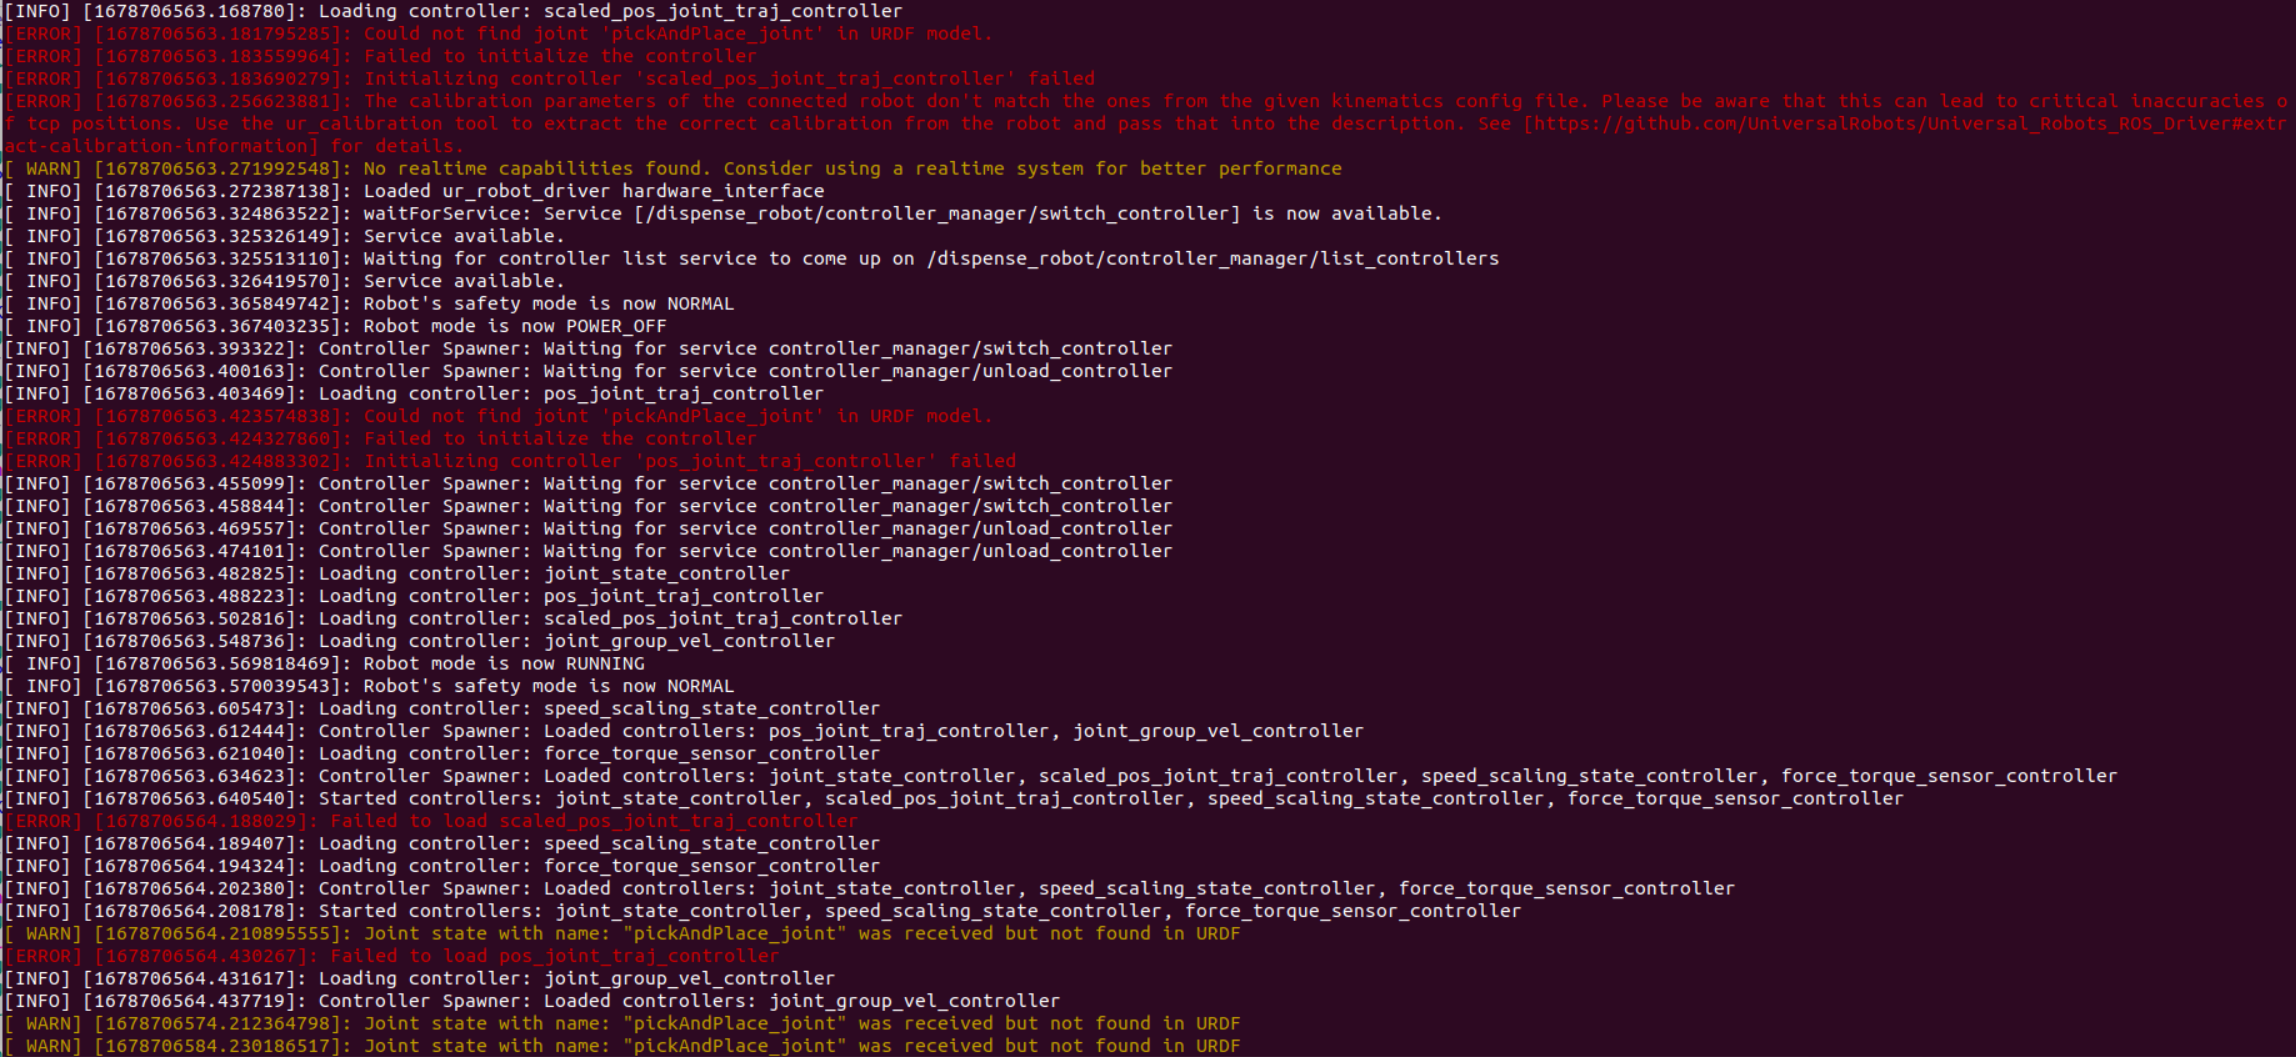 [INFO] [1678706563.168780]: Loading controller: scaled_pos_joint_traj_controller
[ERROR] [1678706563.181795285]: Could not find joint 'pickAndPlace_joint' in URDF model.
[ERROR] [1678706563.183559964]: Failed to initialize the controller
[ERROR] [1678706563.183690279]: Initializing controller 'scaled_pos_joint_traj_controller' failed
[ERROR] [1678706563.256623881]: The calibration parameters of the connected robot don't match the ones from the given kinematics config file. Please be aware that this can lead to critical inaccuracies o
f tcp positions. Use the ur_calibration tool to extract the correct calibration from the robot and pass that into the description. See [https://github.com/UniversalRobots/Universal_Robots_ROS_Driver#extr
act-calibration-information] for details.
[ WARN] [1678706563.271992548]: No realtime capabilities found. Consider using a realtime system for better performance
[ INFO] [1678706563.272387138]: Loaded ur_robot_driver hardware_interface
[ INFO] [1678706563.324863522]: waitForService: Service [/dispense_robot/controller_manager/switch_controller] is now available.
[ INFO] [1678706563.325326149]: Service available.
[ INFO] [1678706563.325513110]: Waiting for controller list service to come up on /dispense_robot/controller_manager/list_controllers
[ INFO] [1678706563.326419570]: Service available.
[ INFO] [1678706563.365849742]: Robot's safety mode is now NORMAL
[ INFO] [1678706563.367403235]: Robot mode is now POWER_OFF
[INFO] [1678706563.393322]: Controller Spawner: Waiting for service controller_manager/switch_controller
[INFO] [1678706563.400163]: Controller Spawner: Waiting for service controller_manager/unload_controller
[INFO] [1678706563.403469]: Loading controller: pos_joint_traj_controller
[ERROR] [1678706563.423574838]: Could not find joint 'pickAndPlace_joint' in URDF model.
[ERROR] [1678706563.424327860]: Failed to initialize the controller
[ERROR] [1678706563.424883302]: Initializing controller 'pos_joint_traj_controller' failed
[INFO] [1678706563.455099]: Controller Spawner: Waiting for service controller_manager/switch_controller
[INFO] [1678706563.458844]: Controller Spawner: Waiting for service controller_manager/switch_controller
[INFO] [1678706563.469557]: Controller Spawner: Waiting for service controller_manager/unload_controller
[INFO] [1678706563.474101]: Controller Spawner: Waiting for service controller_manager/unload_controller
[INFO] [1678706563.482825]: Loading controller: joint_state_controller
[INFO] [1678706563.488223]: Loading controller: pos_joint_traj_controller
[INFO] [1678706563.502816]: Loading controller: scaled_pos_joint_traj_controller
[INFO] [1678706563.548736]: Loading controller: joint_group_vel_controller
[ INFO] [1678706563.569818469]: Robot mode is now RUNNING
[ INFO] [1678706563.570039543]: Robot's safety mode is now NORMAL
[INFO] [1678706563.605473]: Loading controller: speed_scaling_state_controller
[INFO] [1678706563.612444]: Controller Spawner: Loaded controllers: pos_joint_traj_controller, joint_group_vel_controller
[INFO] [1678706563.621040]: Loading controller: force_torque_sensor_controller
[INFO] [1678706563.634623]: Controller Spawner: Loaded controllers: joint_state_controller, scaled_pos_joint_traj_controller, speed_scaling_state_controller, force_torque_sensor_controller
[INFO] [1678706563.640540]: Started controllers: joint_state_controller, scaled_pos_joint_traj_controller, speed_scaling_state_controller, force_torque_sensor_controller
[ERROR] [1678706564.188029]: Failed to load scaled_pos_joint_traj_controller
[INFO] [1678706564.189407]: Loading controller: speed_scaling_state_controller
[INFO] [1678706564.194324]: Loading controller: force_torque_sensor_controller
[INFO] [1678706564.202380]: Controller Spawner: Loaded controllers: joint_state_controller, speed_scaling_state_controller, force_torque_sensor_controller
[INFO] [1678706564.208178]: Started controllers: joint_state_controller, speed_scaling_state_controller, force_torque_sensor_controller
[ WARN] [1678706564.210895555]: Joint state with name: "pickAndPlace_joint" was received but not found in URDF
[ERROR] [1678706564.430267]: Failed to load pos_joint_traj_controller
[INFO] [1678706564.431617]: Loading controller: joint_group_vel_controller
[INFO] [1678706564.437719]: Controller Spawner: Loaded controllers: joint_group_vel_controller
[ WARN] [1678706574.212364798]: Joint state with name: "pickAndPlace_joint" was received but not found in URDF
[ WARN] [1678706584.230186517]: Joint state with name: "pickAndPlace_joint" was received but not found in URDF